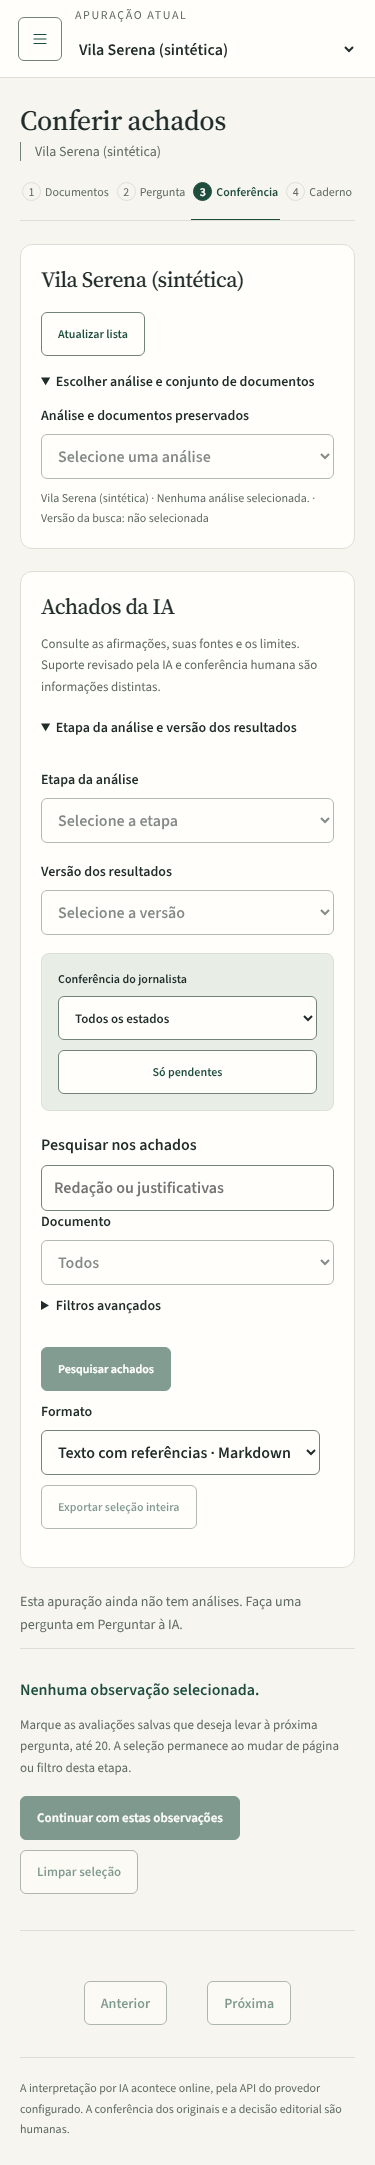 APURAÇÃO ATUAL
Vila Serena (sintética)
Conferir achados
Vila Serena (sintética)
1 Documentos 2 Pergunta 3 Conferência 4 Caderno
Vila Serena (sintética)
Atualizar lista
Escolher análise e conjunto de documentos
Análise e documentos preservados
Selecione uma análise
Vila Serena (sintética) · Nenhuma análise selecionada. ·
Versão da busca: não selecionada
Achados da IA
Consulte as afirmações, suas fontes e os limites.
Suporte revisado pela IA e conferência humana são
informações distintas.
Etapa da análise e versão dos resultados
Etapa da análise
Selecione a etapa
Versão dos resultados
Selecione a versão
Conferência do jornalista
Todos os estados
Só pendentes
Pesquisar nos achados
Redação ou justificativas
Documento
Todos
Filtros avançados
Pesquisar achados
Formato
Texto com referências · Markdown
Exportar seleção inteira
Esta apuração ainda não tem análises. Faça uma
pergunta em Perguntar à IA.
Nenhuma observação selecionada.
Marque as avaliações salvas que deseja levar à próxima
pergunta, até 20. A seleção permanece ao mudar de página
ou filtro desta etapa.
Continuar com estas observações
Limpar seleção
Anterior Próxima
A interpretação por IA acontece online, pela API do provedor
configurado. A conferência dos originais e a decisão editorial são
humanas.